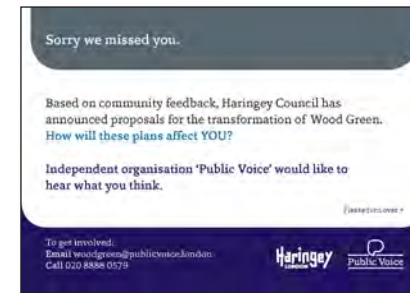 Sorry we missed you.
Based on community feedback, Haringey Council has
announced proposals for the transformation of Wood Green.
How will these plans affect YOU?
Independent organisation 'Public Voice' would like to
hear what you think.
To get involved:
Email woodgreen@publicvoice.london
Call 020 8888 0579
Haringey
LONDON
Public Voice